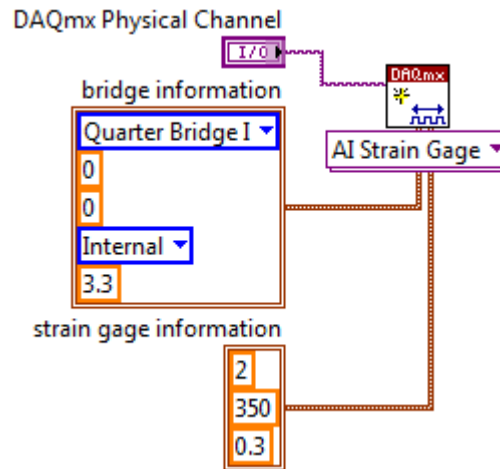 DAQmx Physical Channel
I/O
DAQmx
bridge information
Quarter Bridge I
0
0
Internal
3.3
AI Strain Gage
strain gage information
2
350
0.3